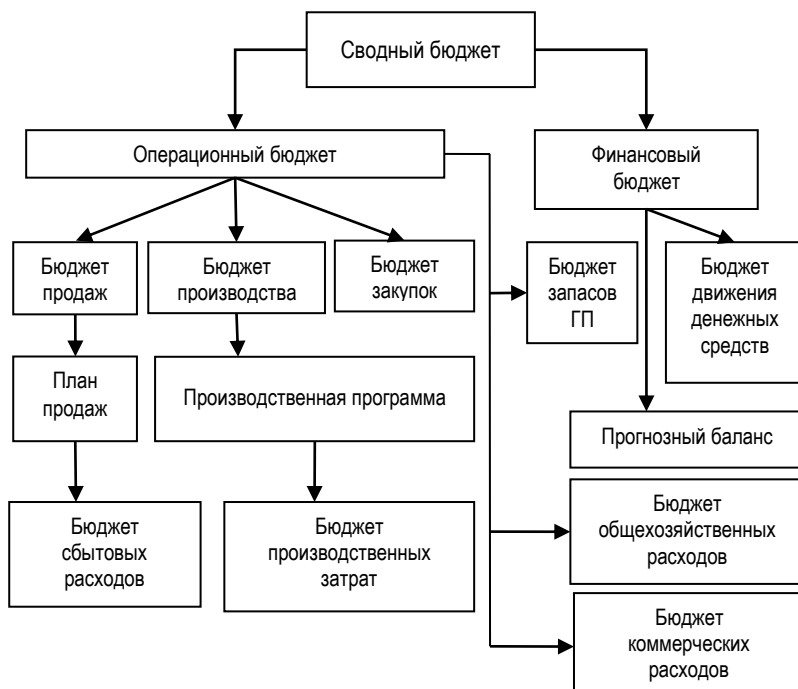 Сводный бюджет
Операционный бюджет
Финансовый
бюджет
Бюджет
продаж
Бюджет
производства
Бюджет
закупок
Бюджет
запасов
ГП
Бюджет
движения
денежных
средств
План
продаж
Производственная программа
Прогнозный баланс
Бюджет
сбытовых
расходов
Бюджет
производственных
затрат
Бюджет
общехозяйственных
расходов
Бюджет
коммерческих
расходов